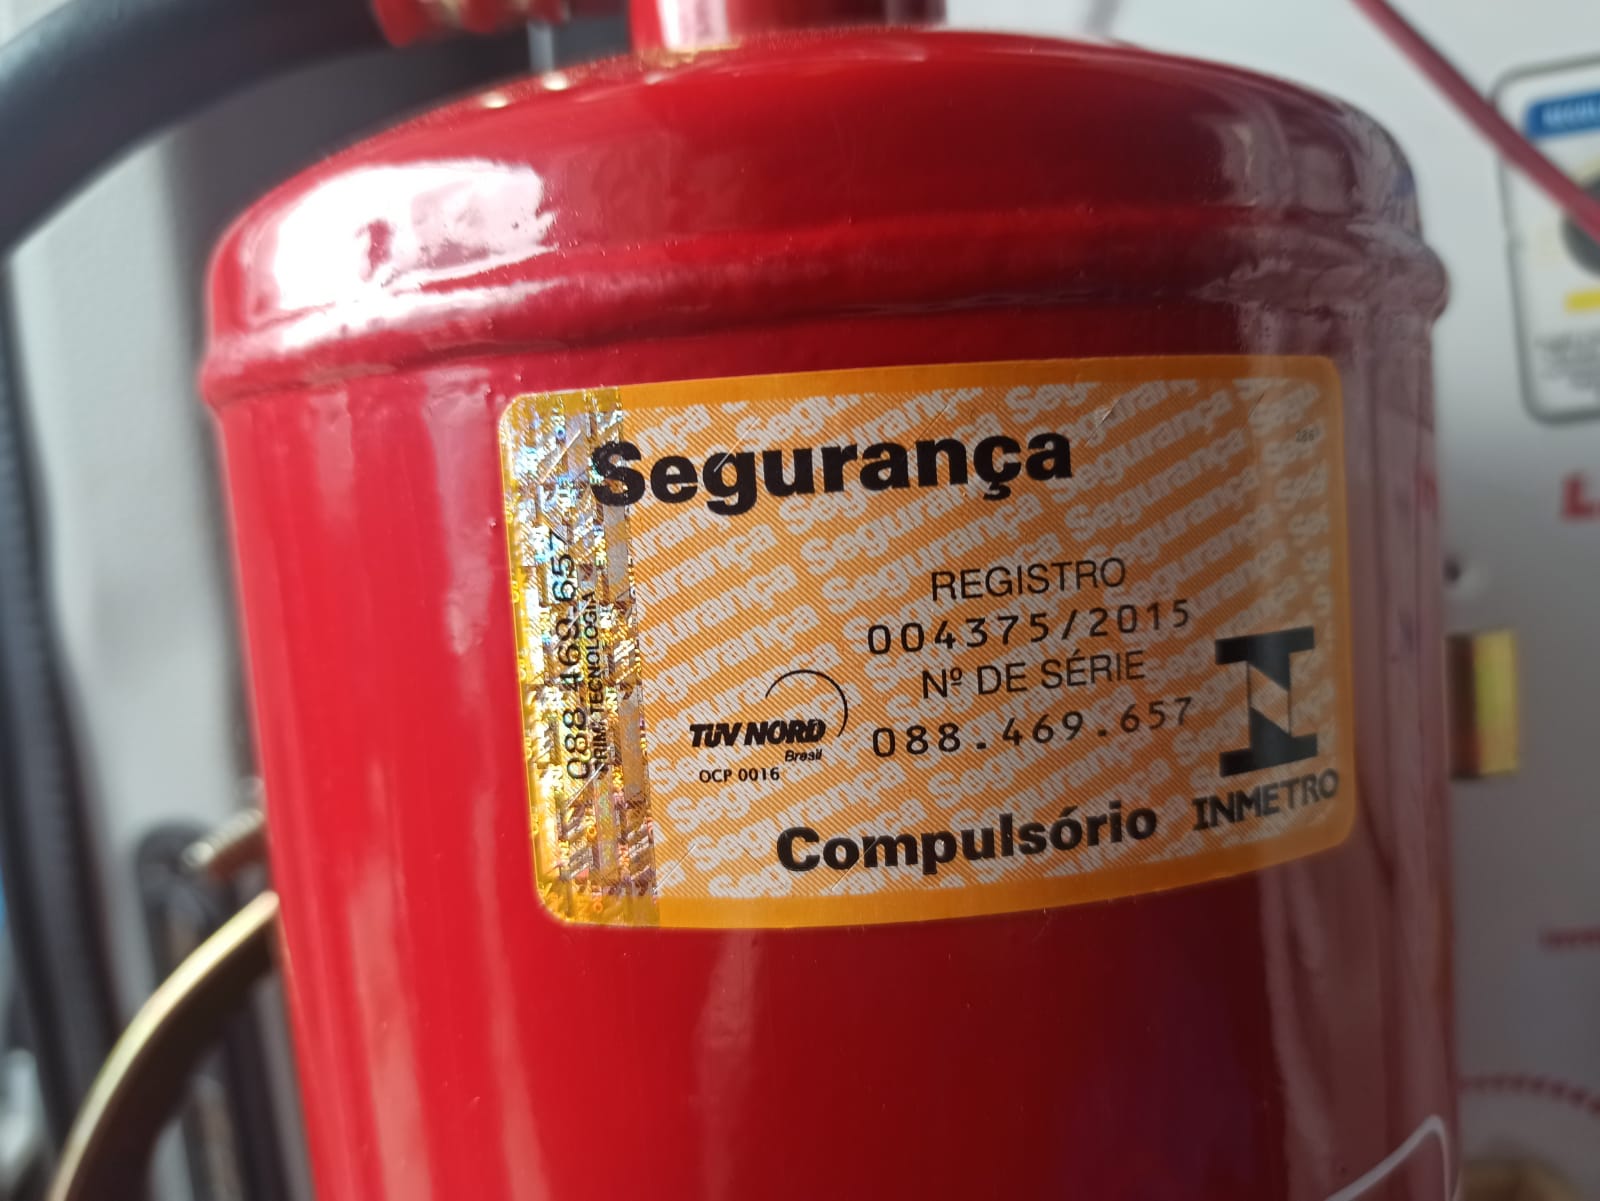 Segurança
REGISTRO
004375/2015
Nº DE SÉRIE
088.469.657
TÜV NORD
Brasil
OCP 0016
Compulsório
INMETRO
088.469.657
TECNOLOGIA